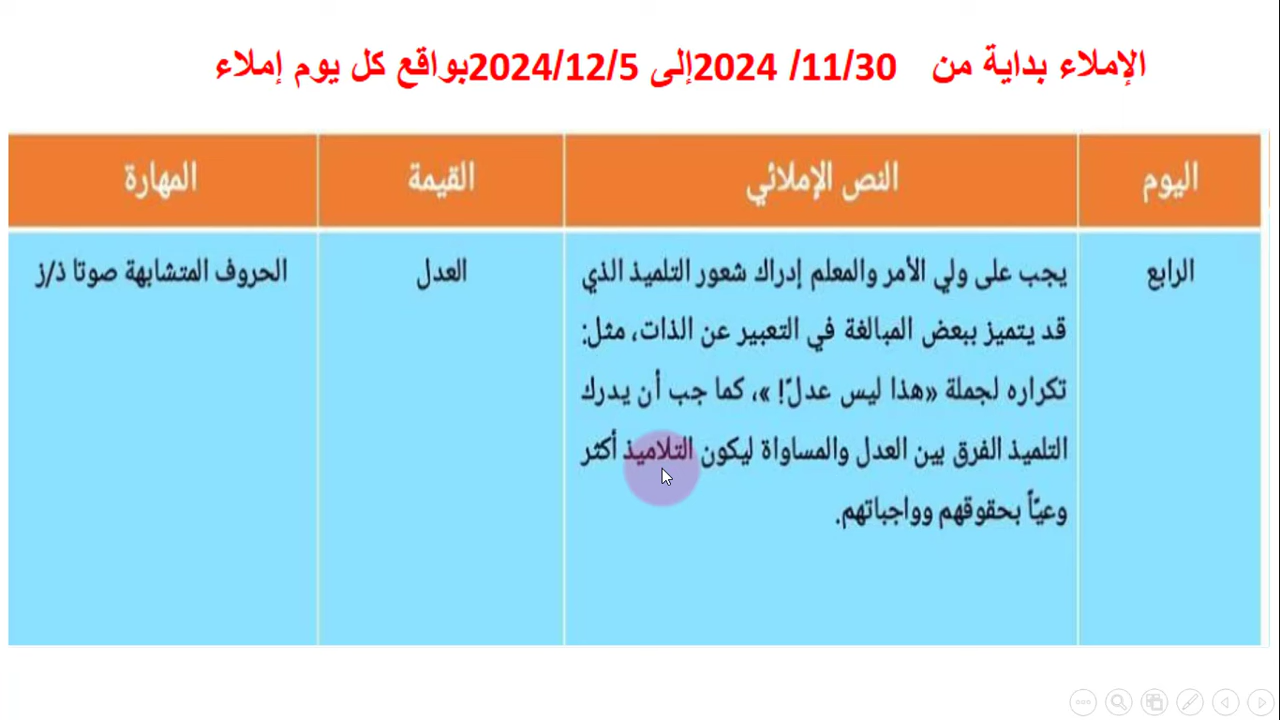 الإملاء بداية من 2024 /11/30إلى 2024/12/5بواقع كل يوم إملاء
اليوم النص الإملائي القيمة المهارة
الرابع
يجب على ولي الأمر والمعلم إدراك شعور التلميذ الذي
قد يتميز ببعض المبالغة في التعبير عن الذات، مثل:
تكراره لجملة «هذا ليس عدلً! »، كما جب أن يدرك
التلميذ الفرق بين العدل والمساواة ليكون التلاميذ أكثر
وعيًّاً بحقوقهم وواجباتهم.
العدل
الحروف المتشابهة صوتا ذ/ز